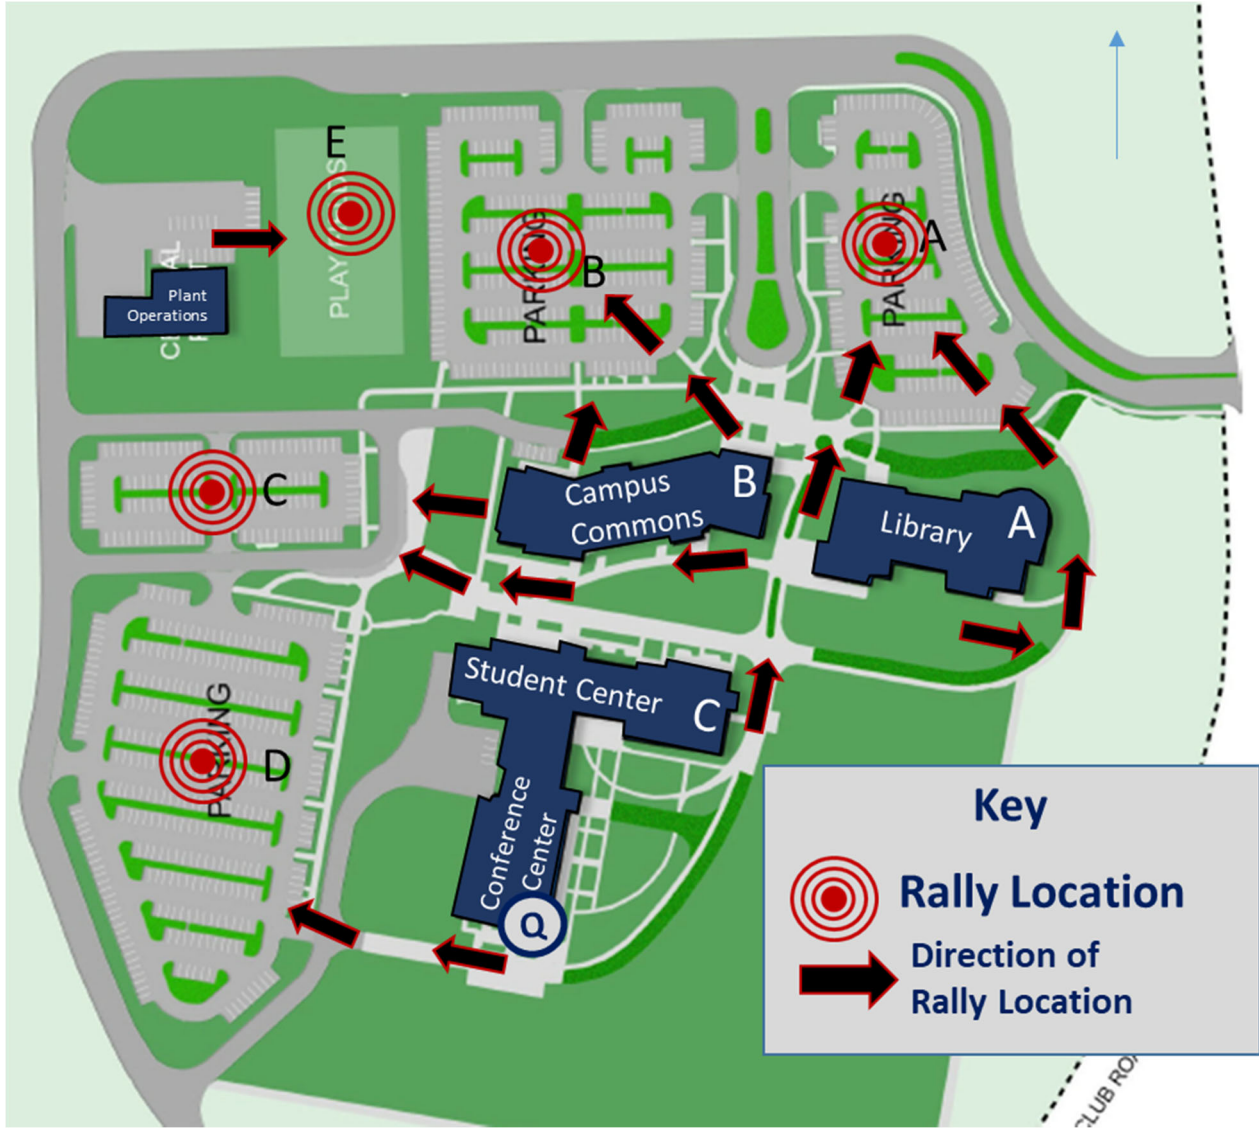 E
PLAY
PARKING
B
PARKING
A
Plant
Operations
C
Campus
Commons
B
Library
A
Student Center
C
PARKING
D
Conference
Center
Q
Key
Rally Location
Direction of
Rally Location